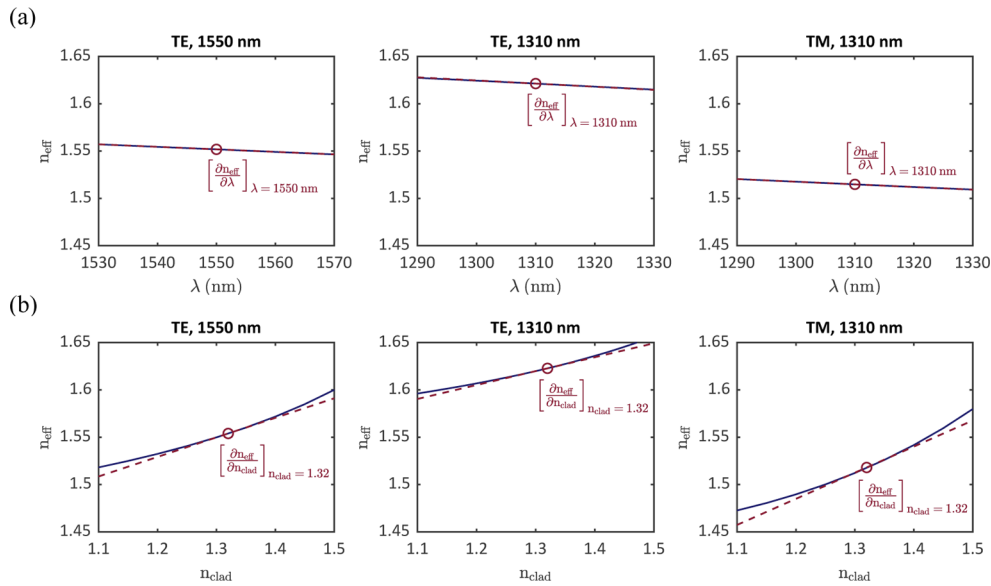 (a)
TE, 1550 nm
TE, 1310 nm
TM, 1310 nm
1.65
1.6
1.55
1.5
1.45
n_eff
1530 1540 1550 1560 1570
λ (nm)
[∂n_eff/∂λ]_λ = 1550 nm
1.65
1.6
1.55
1.5
1.45
n_eff
1290 1300 1310 1320 1330
λ (nm)
[∂n_eff/∂λ]_λ = 1310 nm
1.65
1.6
1.55
1.5
1.45
n_eff
1290 1300 1310 1320 1330
λ (nm)
[∂n_eff/∂λ]_λ = 1310 nm
(b)
TE, 1550 nm
TE, 1310 nm
TM, 1310 nm
1.65
1.6
1.55
1.5
1.45
n_eff
1.1 1.2 1.3 1.4 1.5
n_clad
[∂n_eff/∂n_clad]_n_clad = 1.32
1.65
1.6
1.55
1.5
1.45
n_eff
1.1 1.2 1.3 1.4 1.5
n_clad
[∂n_eff/∂n_clad]_n_clad = 1.32
1.65
1.6
1.55
1.5
1.45
n_eff
1.1 1.2 1.3 1.4 1.5
n_clad
[∂n_eff/∂n_clad]_n_clad = 1.32